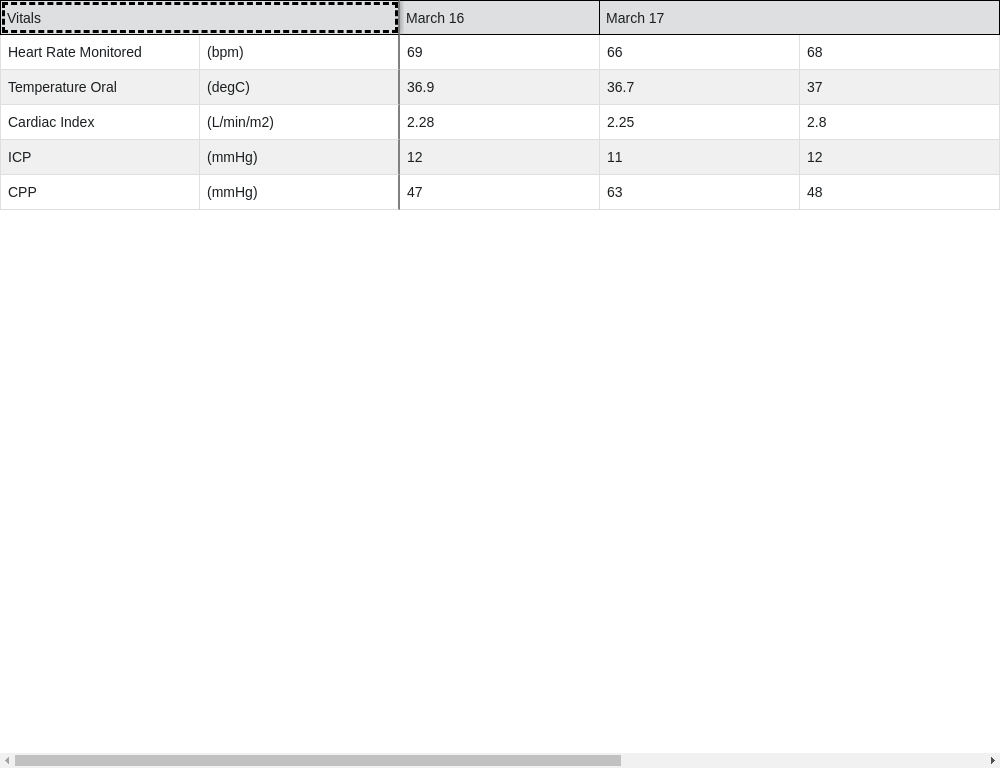 Vitals March 16 March 17
Heart Rate Monitored (bpm) 69 66 68
Temperature Oral (degC) 36.9 36.7 37
Cardiac Index (L/min/m2) 2.28 2.25 2.8
ICP (mmHg) 12 11 12
CPP (mmHg) 47 63 48